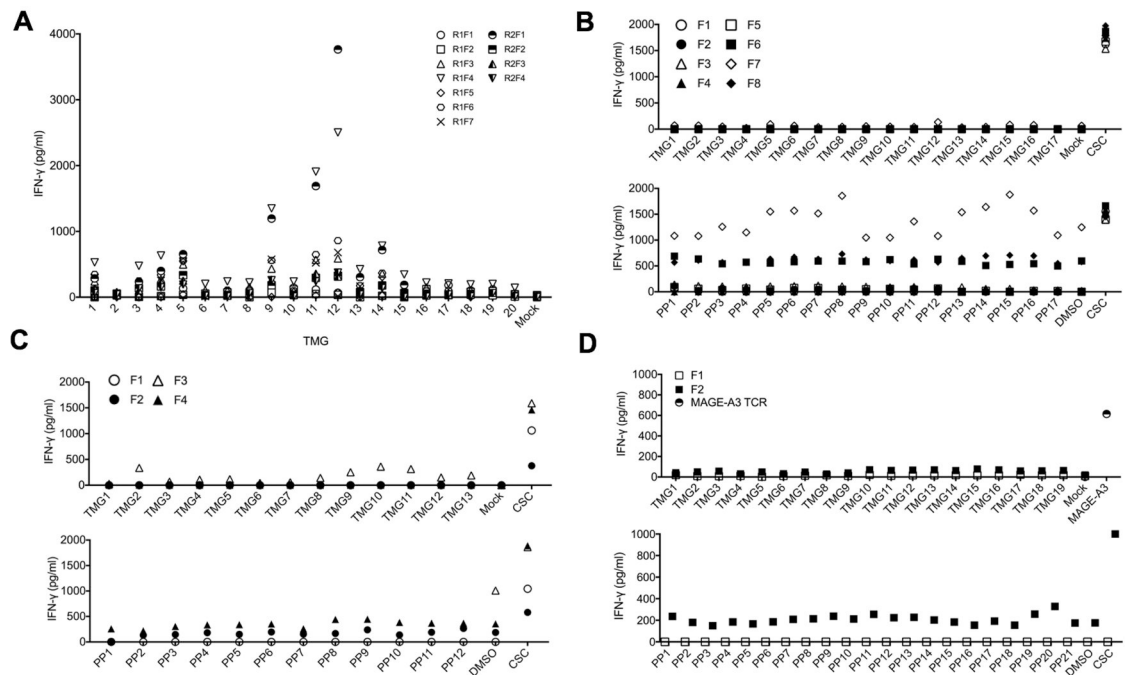 A
4000
3000
2000
1000
0
IFN-γ (pg/ml)
R1F1
R1F2
R1F3
R1F4
R1F5
R1F6
R1F7
R2F1
R2F2
R2F3
R2F4
1 2 3 4 5 6 7 8 9 10 11 12 13 14 15 16 17 18 19 20 Mock
TMG
B
F1
F2
F3
F4
F5
F6
F7
F8
2000
1500
1000
500
0
IFN-γ (pg/ml)
TMG1 TMG2 TMG3 TMG4 TMG5 TMG6 TMG7 TMG8 TMG9 TMG10 TMG11 TMG12 TMG14 TMG15 TMG16 TMG17 Mock CSC
2000
1500
1000
500
0
IFN-γ (pg/ml)
PP1 PP2 PP3 PP4 PP5 PP6 PP7 PP8 PP9 PP10 PP11 PP12 PP13 PP14 PP15 PP16 PP17 DMSO CSC
C
F1
F2
F3
F4
2000
1500
1000
500
0
IFN-γ (pg/ml)
TMG1 TMG2 TMG3 TMG4 TMG5 TMG6 TMG7 TMG8 TMG9 TMG10 TMG11 TMG12 TMG13 Mock CSC
2000
1500
1000
500
0
IFN-γ (pg/ml)
PP1 PP2 PP3 PP4 PP5 PP6 PP7 PP8 PP9 PP10 PP11 PP12 DMSO CSC
D
F1
F2
MAGE-A3 TCR
1000
800
600
400
200
0
IFN-γ (pg/ml)
TMG1 TMG2 TMG3 TMG4 TMG5 TMG6 TMG7 TMG8 TMG9 TMG10 TMG11 TMG12 TMG13 TMG14 TMG15 TMG16 TMG17 TMG18 TMG19 Mock MAGE-A3
1000
800
600
400
200
0
IFN-γ (pg/ml)
PP1 PP2 PP3 PP4 PP5 PP6 PP7 PP8 PP9 PP10 PP11 PP12 PP13 PP14 PP15 PP16 PP17 PP18 PP19 PP20 PP21 DMSO CSC